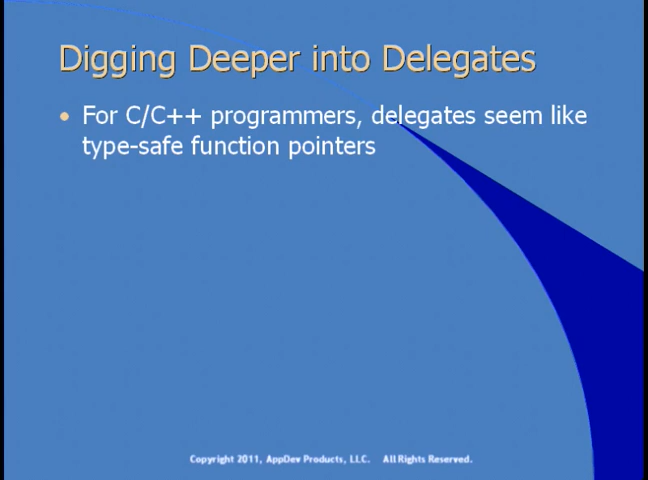 Digging Deeper into Delegates
• For C/C++ programmers, delegates seem like
type-safe function pointers
Copyright 2011, AppDev Products, LLC. All Rights Reserved.